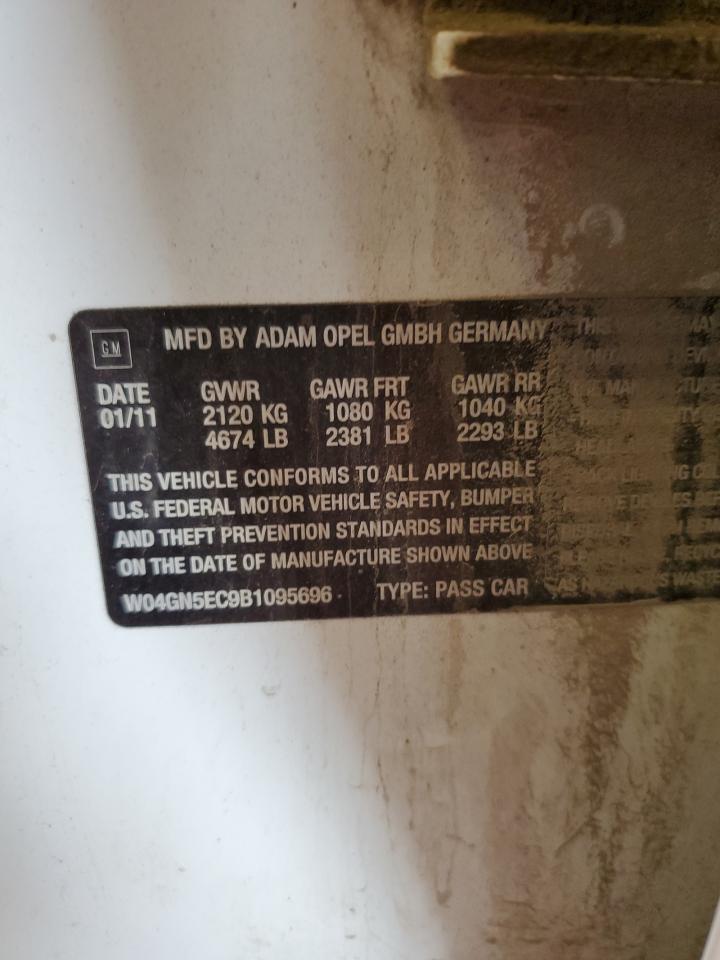 GM
MFD BY ADAM OPEL GMBH GERMANY
DATE GVWR GAWR FRT GAWR RR
01/11 2120 KG 1080 KG 1040 KG
4674 LB 2381 LB 2293 LB
THIS VEHICLE CONFORMS TO ALL APPLICABLE
U.S. FEDERAL MOTOR VEHICLE SAFETY, BUMPER
AND THEFT PREVENTION STANDARDS IN EFFECT
ON THE DATE OF MANUFACTURE SHOWN ABOVE
W04GN5EC9B1095696 TYPE: PASS CAR
THIS